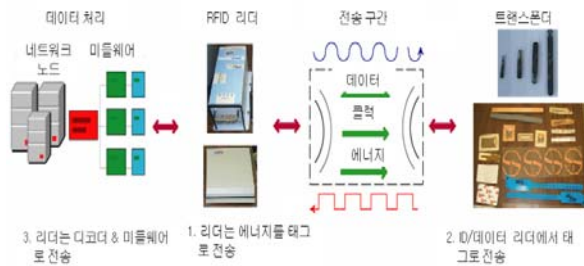 데이터 처리
RFID 리더
전송 구간
트랜스폰더
네트워크
노드
미들웨어
데이터
클럭
에너지
3. 리더는 디코더 & 미들웨어
로 전송
1. 리더는 에너지를 태그
로 전송
2. ID/데이터 리더에서 태
그로 전송